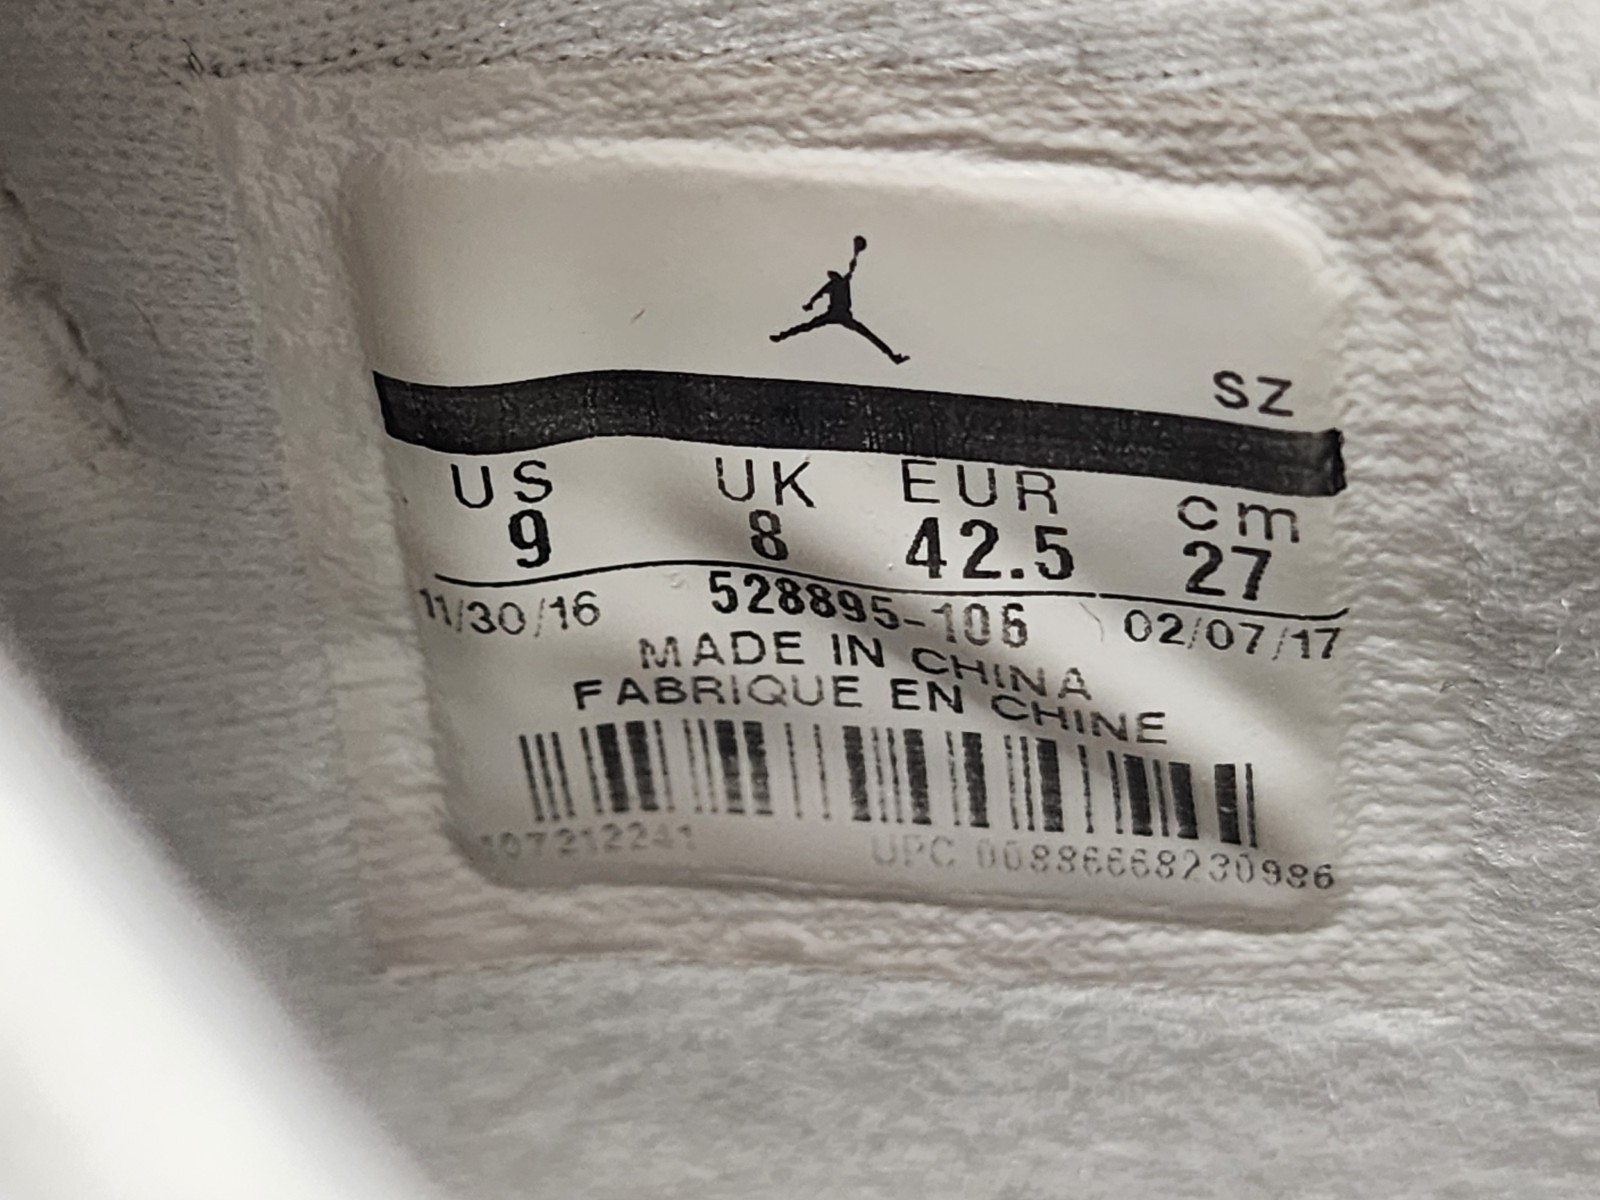 SZ
US UK EUR cm
9 8 42.5 27
11/30/16 528895-106 02/07/17
MADE IN CHINA
FABRIQUE EN CHINE
UPC 00886668230986